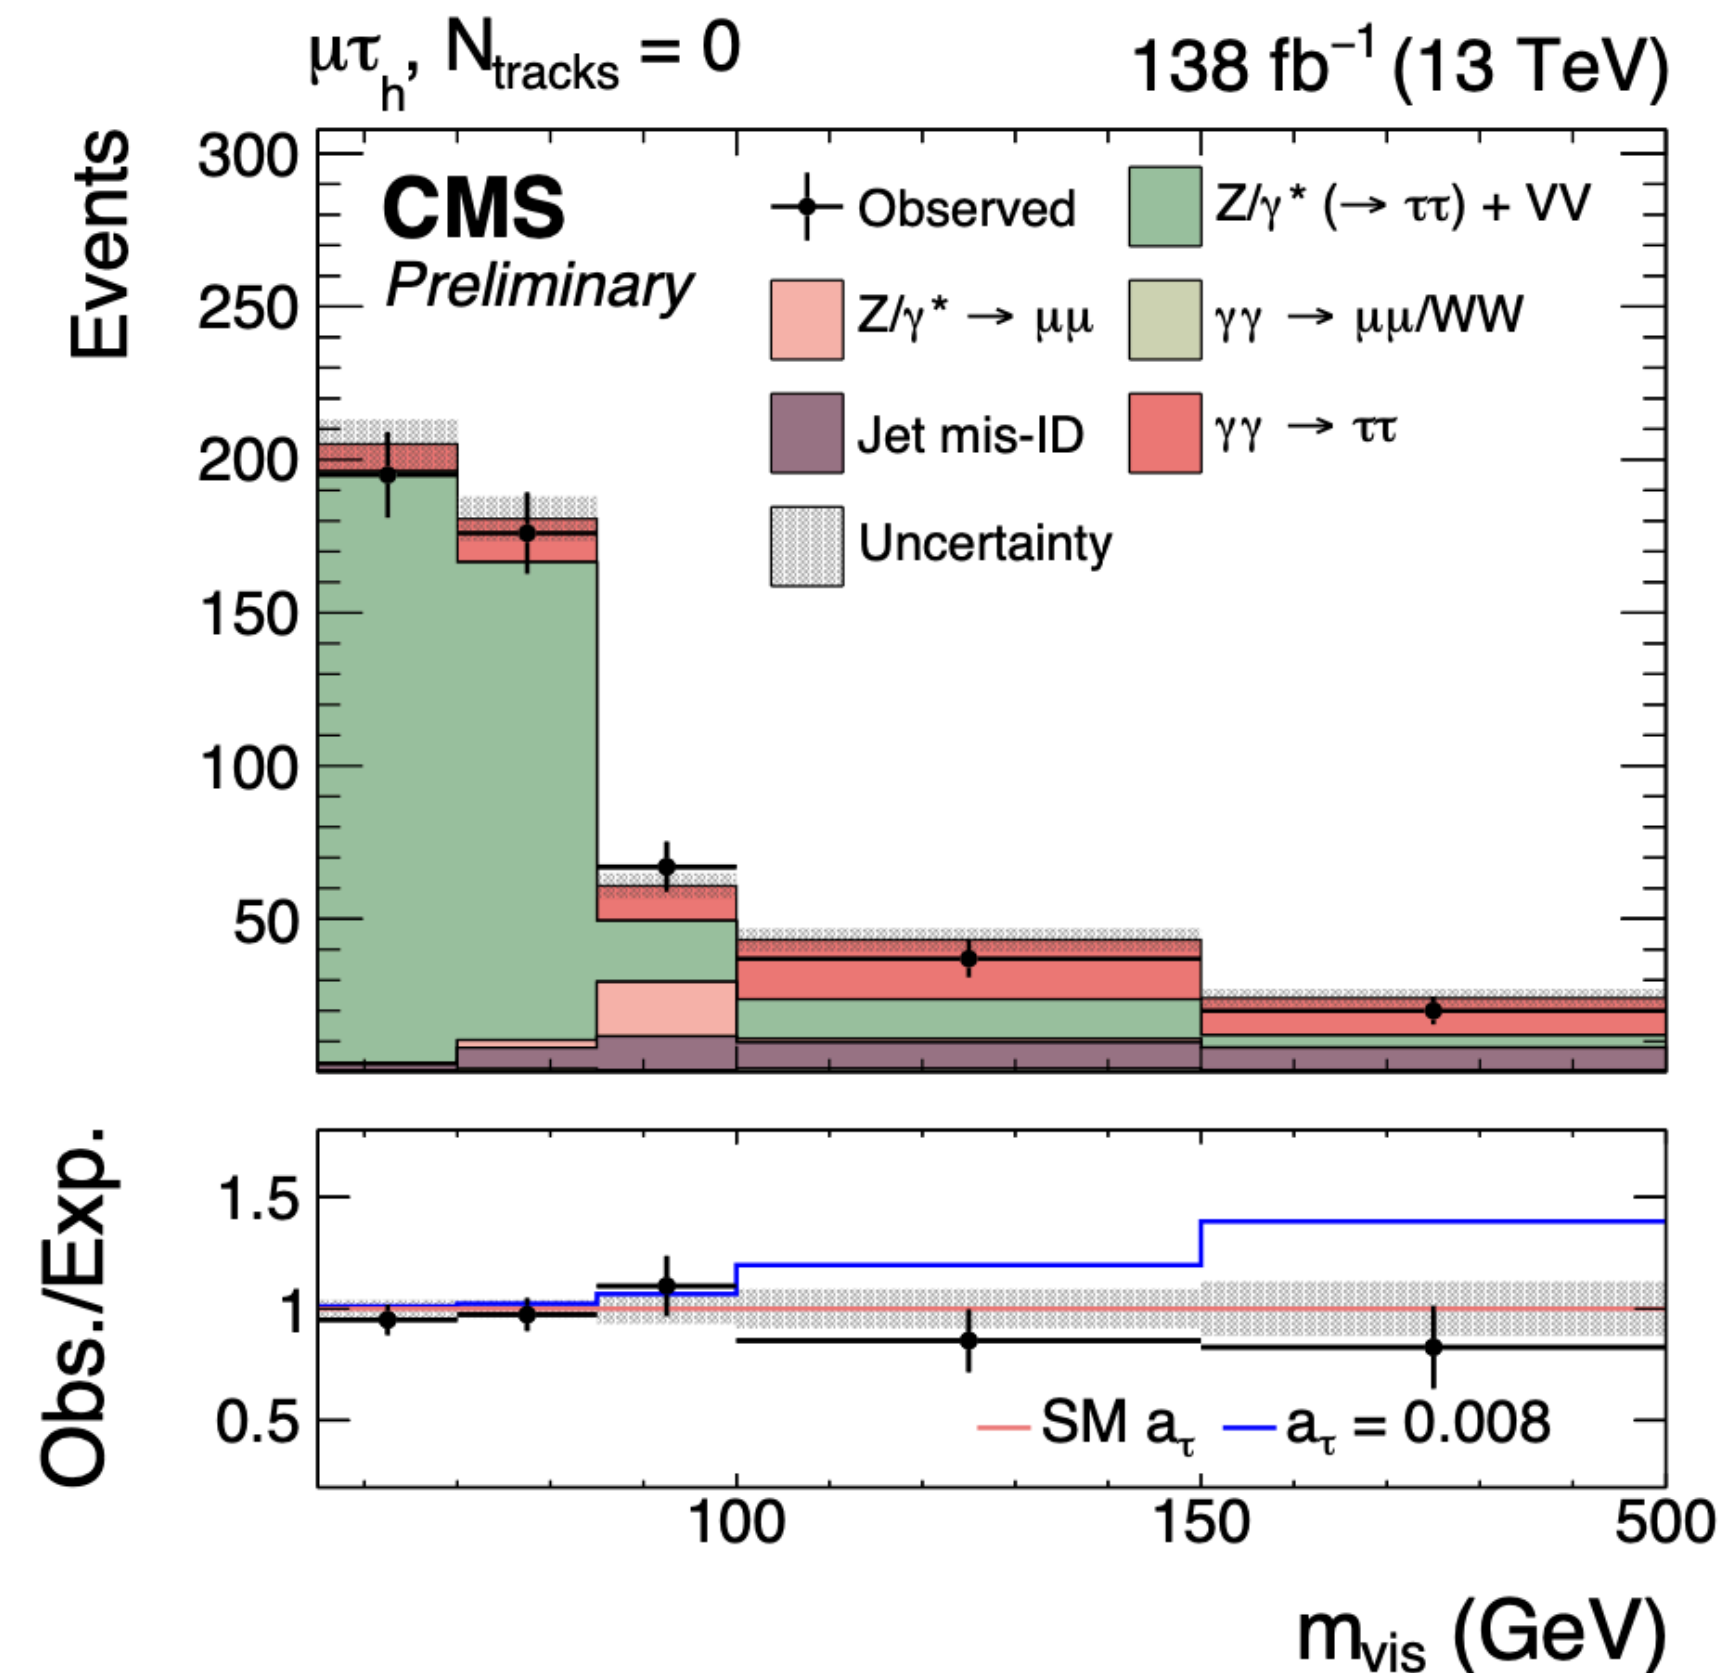 μτh, Ntracks = 0
138 fb−1 (13 TeV)
Events
300
250
200
150
100
50
CMS
Preliminary
Observed
Z/γ* (→ ττ) + VV
Z/γ* → μμ
γγ → μμ/WW
Jet mis-ID
γγ → ττ
Uncertainty
Obs./Exp.
1.5
1
0.5
SM aτ
aτ = 0.008
100
150
500
mvis (GeV)